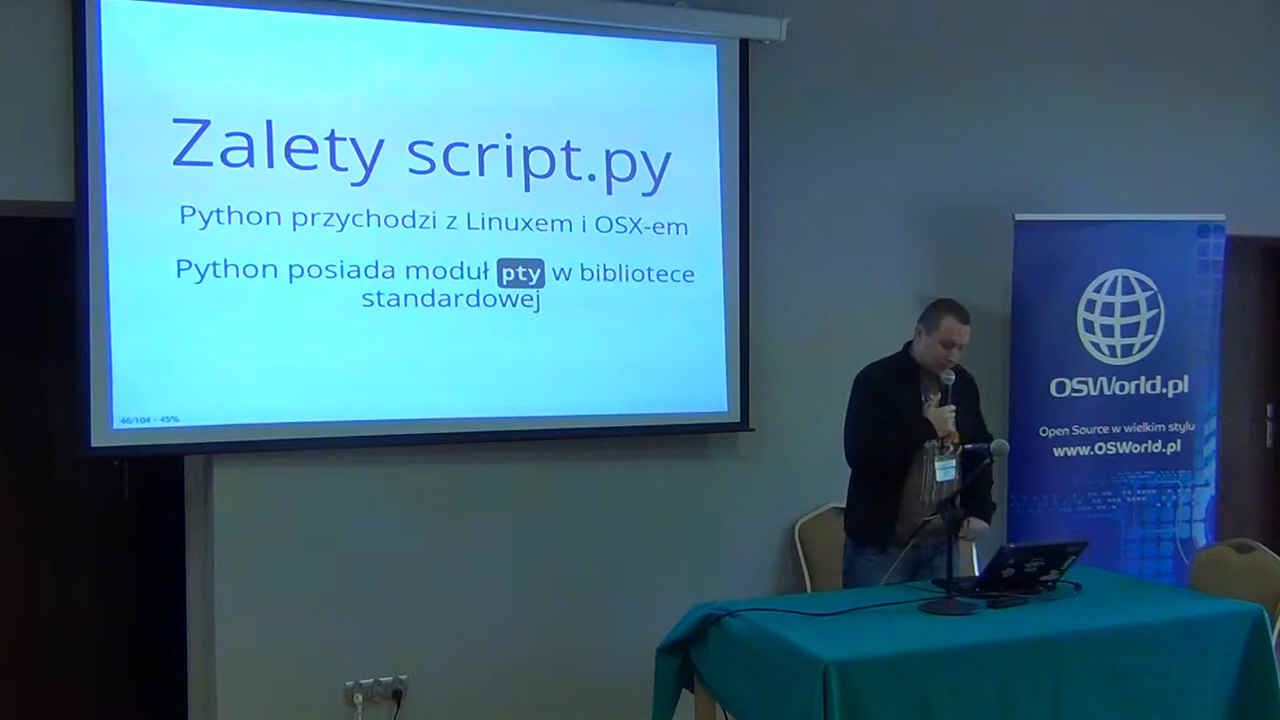 Zalety script.py
Python przychodzi z Linuxem i OSX-em
Python posiada moduł pty w bibliotece
standardowej
46/104 - 45%
OSWorld.pl
Open Source w wielkim stylu
www.OSWorld.pl